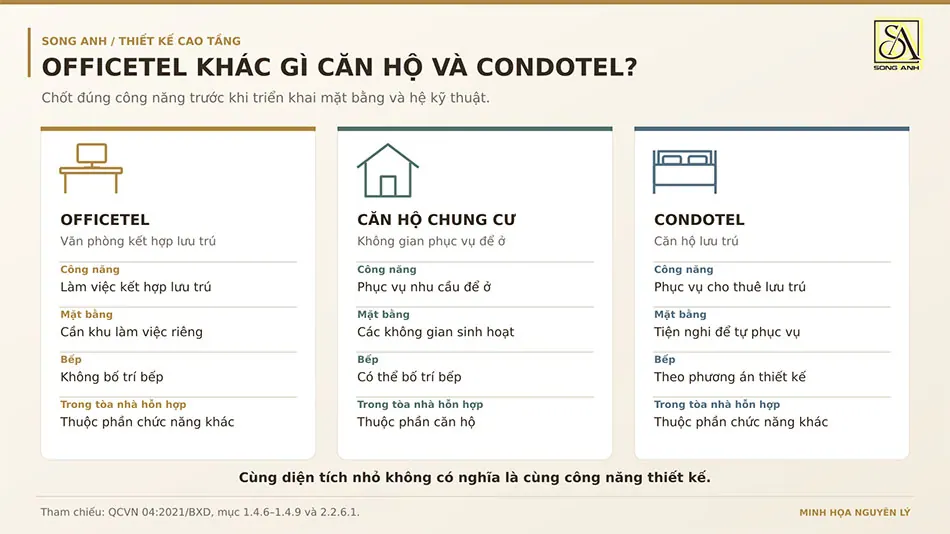 SONG ANH / THIẾT KẾ CAO TẦNG
OFFICETEL KHÁC GÌ CĂN HỘ VÀ CONDOTEL?
Chốt đúng công năng trước khi triển khai mặt bằng và hệ kỹ thuật.
SA
SONG ANH
OFFICETEL
Văn phòng kết hợp lưu trú
Công năng
Làm việc kết hợp lưu trú
Mặt bằng
Cần khu làm việc riêng
Bếp
Không bố trí bếp
Trong tòa nhà hỗn hợp
Thuộc phần chức năng khác
CĂN HỘ CHUNG CƯ
Không gian phục vụ để ở
Công năng
Phục vụ nhu cầu để ở
Mặt bằng
Các không gian sinh hoạt
Bếp
Có thể bố trí bếp
Trong tòa nhà hỗn hợp
Thuộc phần căn hộ
CONDOTEL
Căn hộ lưu trú
Công năng
Phục vụ cho thuê lưu trú
Mặt bằng
Tiện nghi để tự phục vụ
Bếp
Theo phương án thiết kế
Trong tòa nhà hỗn hợp
Thuộc phần chức năng khác
Cùng diện tích nhỏ không có nghĩa là cùng công năng thiết kế.
Tham chiếu: QCVN 04:2021/BXD, mục 1.4.6–1.4.9 và 2.2.6.1.
MINH HỌA NGUYÊN LÝ